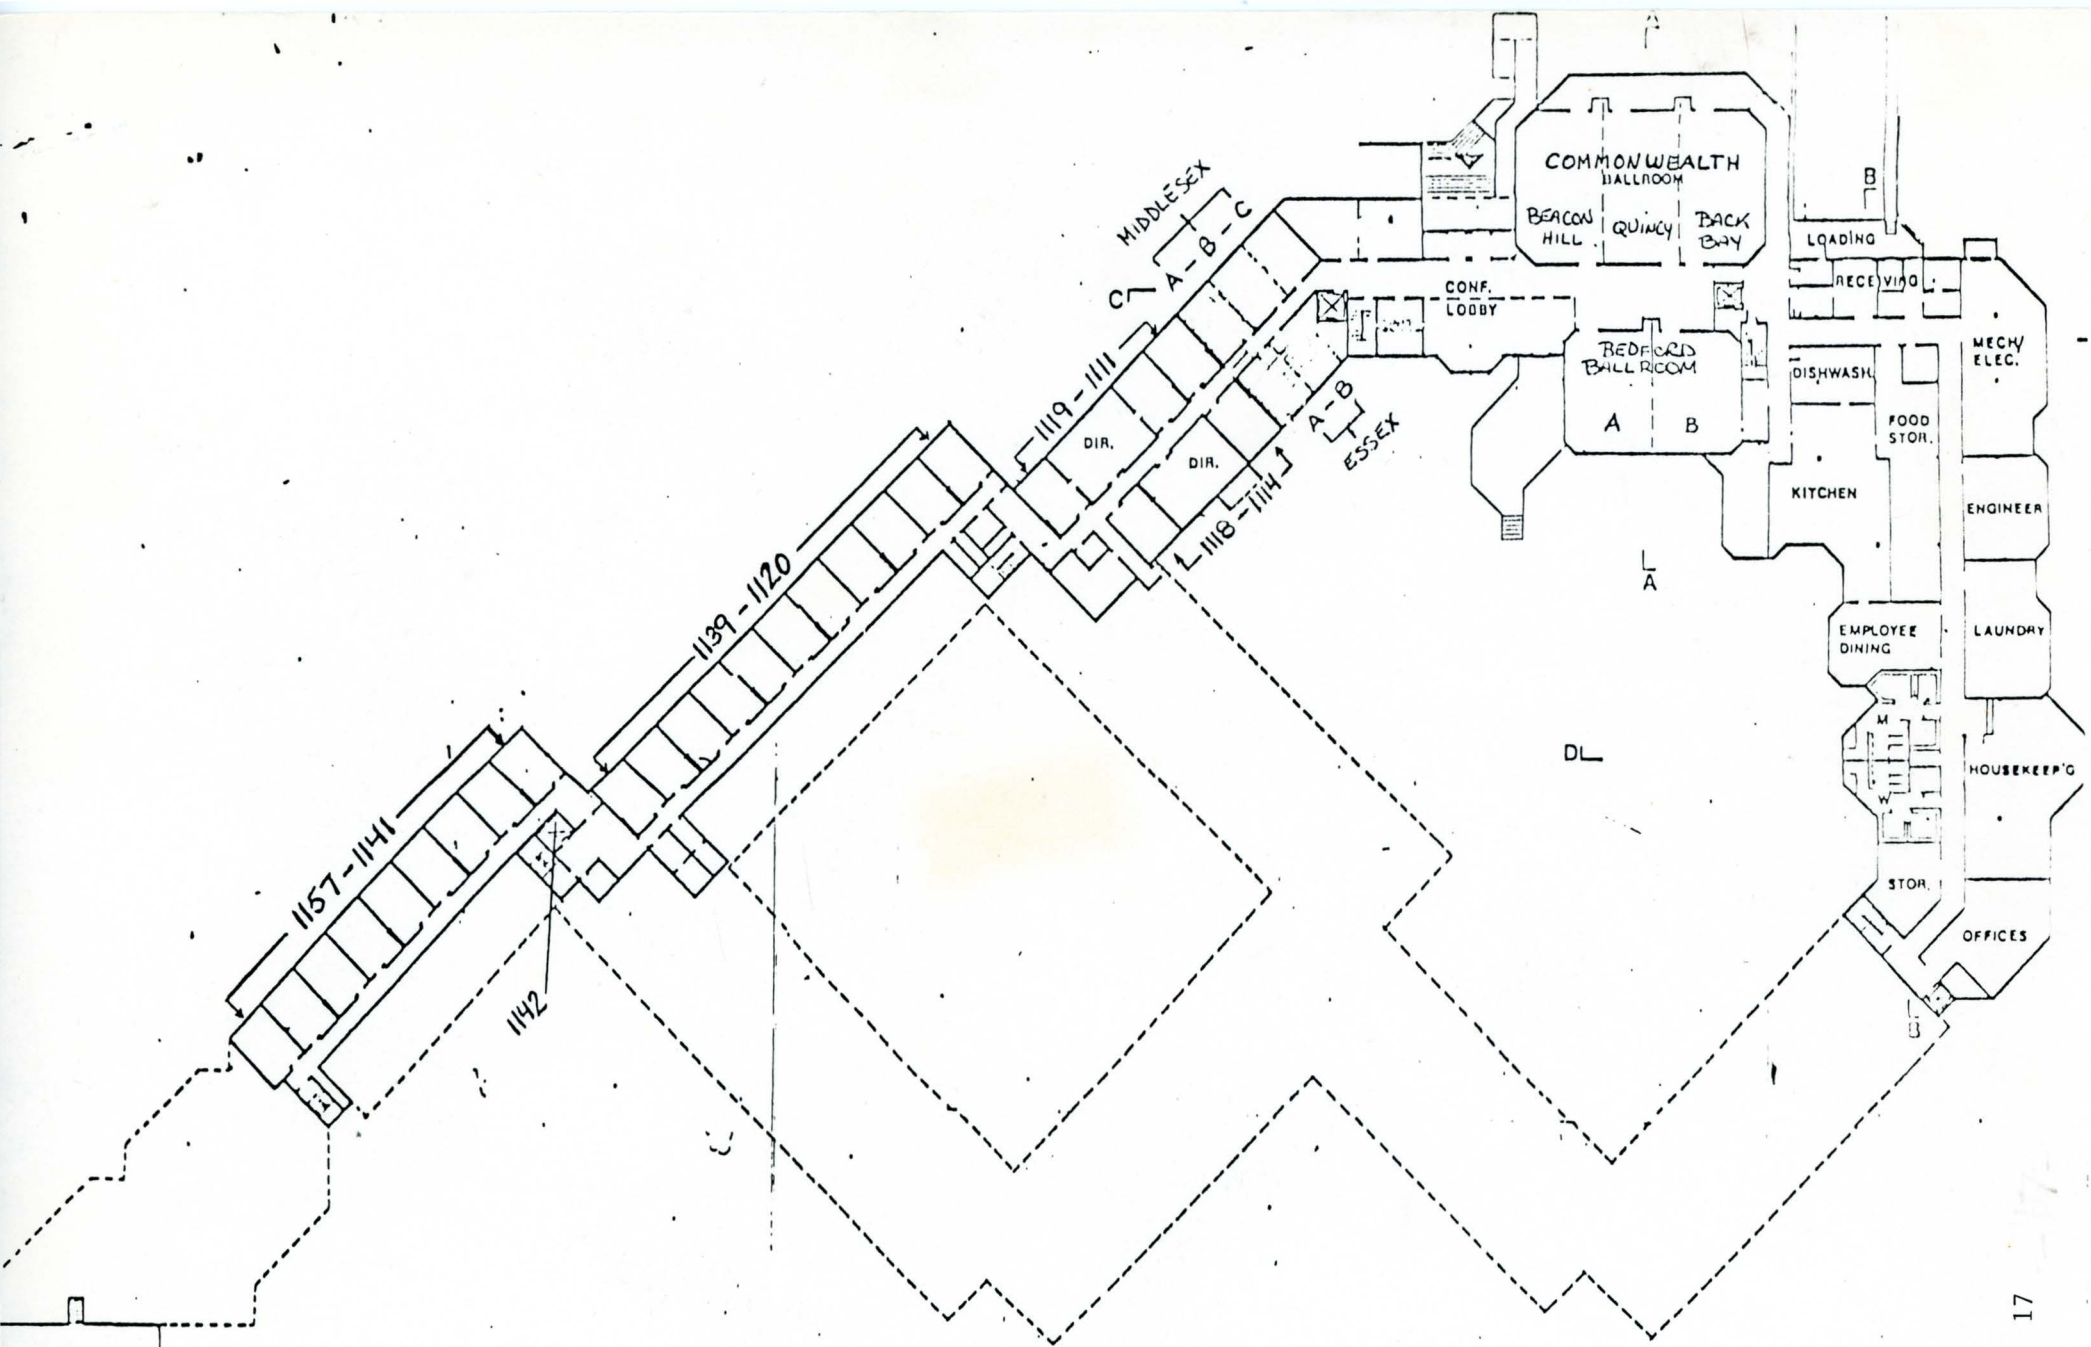 A
COMMONWEALTH
BALLROOM
BEACON
HILL
QUINCY
BACK
BAY
B
LOADING
RECEIVING
MIDDLESEX
A - B - C
C
CONF.
LOBBY
MECH/
ELEC.
BEDFORD
BALLROOM
A
B
DISHWASH.
FOOD
STOR.
1119 - 1111
DIR.
DIR.
A - B
ESSEX
1118 - 1114
KITCHEN
ENGINEER
1139 - 1120
A
EMPLOYEE
DINING
LAUNDRY
M
W
HOUSEKEEP'G
D
1157 - 1141
STOR.
OFFICES
1142
B
17